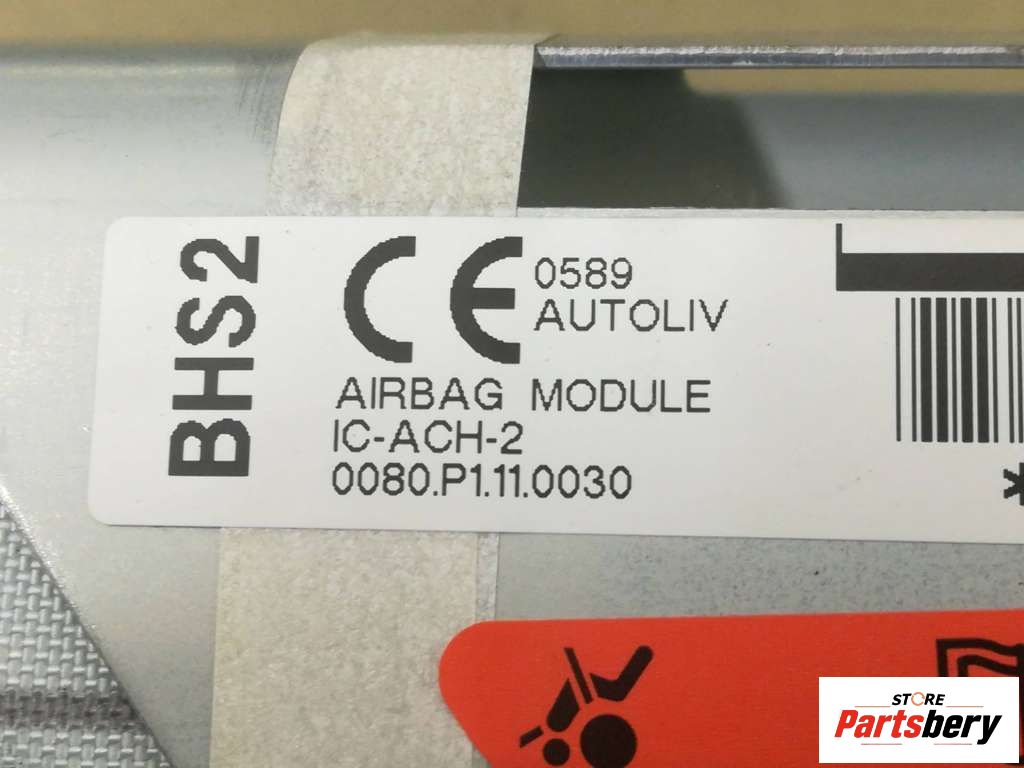 BHS2
CE 0589
AUTOLIV
AIRBAG MODULE
IC-ACH-2
0080.P1.11.0030
*
STORE
Partsbery